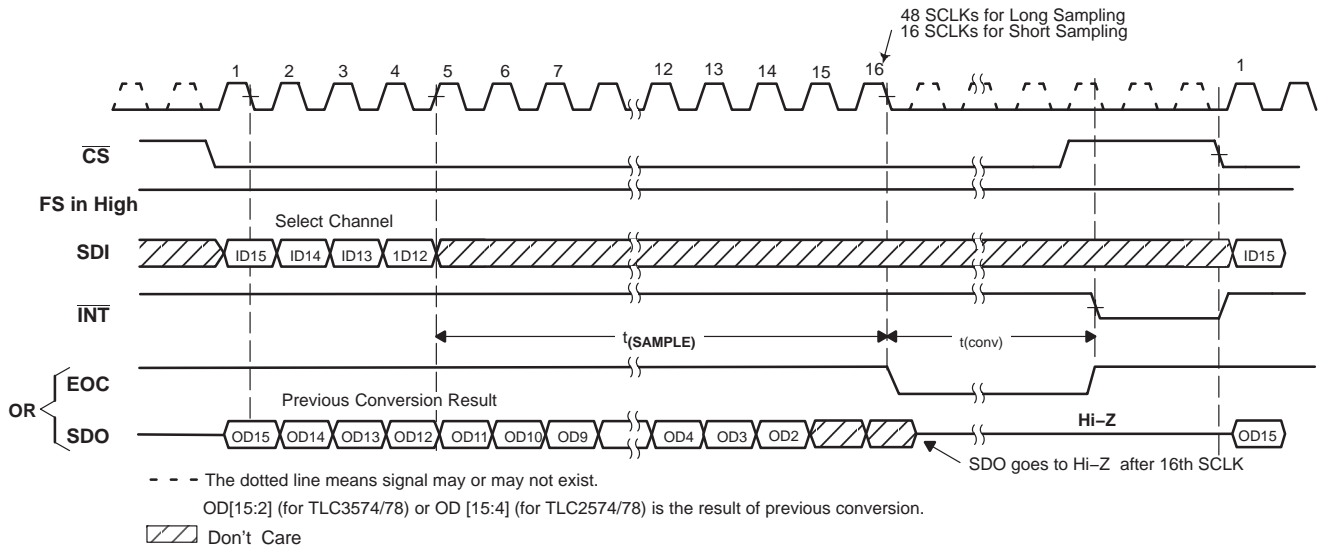 48 SCLKs for Long Sampling
16 SCLKs for Short Sampling
1 2 3 4 5 6 7 12 13 14 15 16 1
CS
FS in High
Select Channel
SDI ID15 ID14 ID13 1D12 ID15
INT
t(SAMPLE) t(conv)
EOC
OR
Previous Conversion Result
Hi–Z
SDO OD15 OD14 OD13 OD12 OD11 OD10 OD9 OD4 OD3 OD2 OD15
SDO goes to Hi–Z after 16th SCLK
- - - - The dotted line means signal may or may not exist.
OD[15:2] (for TLC3574/78) or OD [15:4] (for TLC2574/78) is the result of previous conversion.
Don't Care